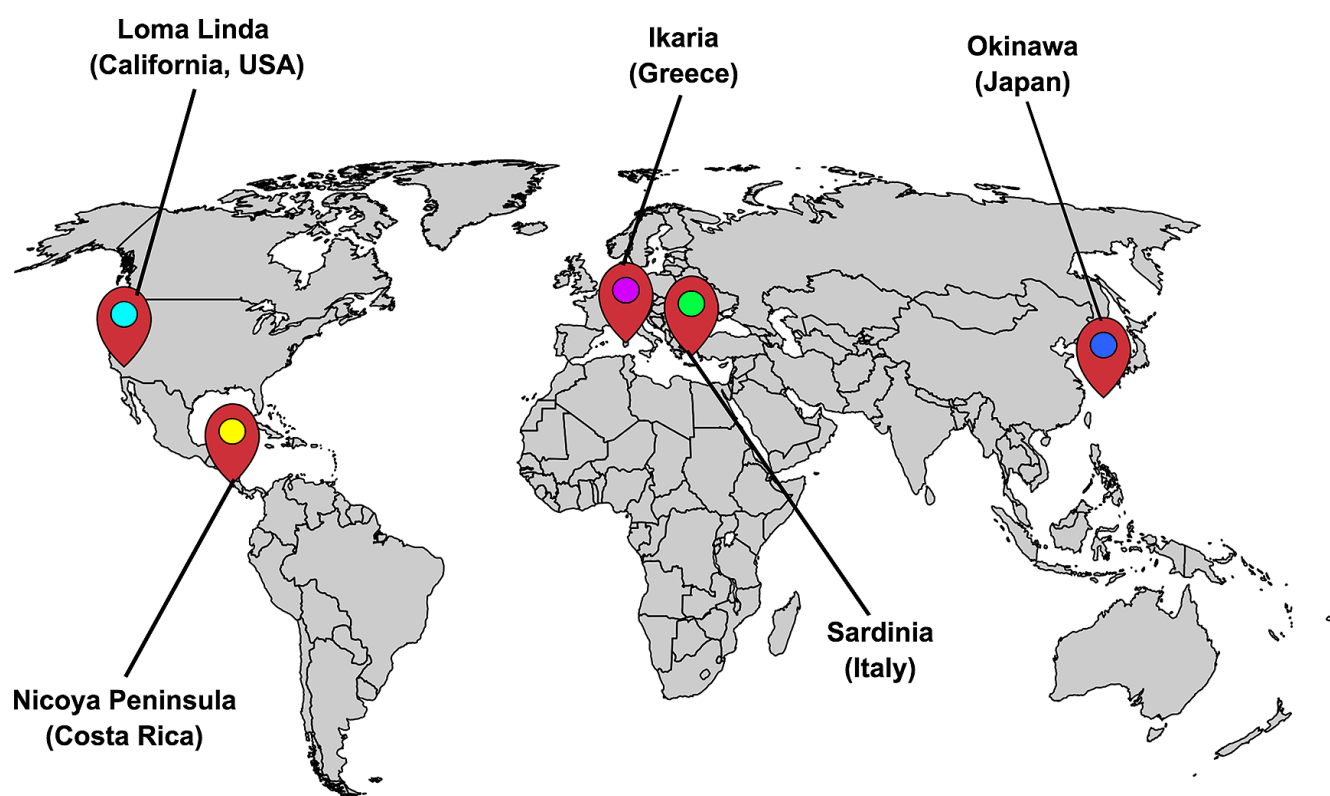 Loma Linda
(California, USA)
Ikaria
(Greece)
Okinawa
(Japan)
Sardinia
(Italy)
Nicoya Peninsula
(Costa Rica)